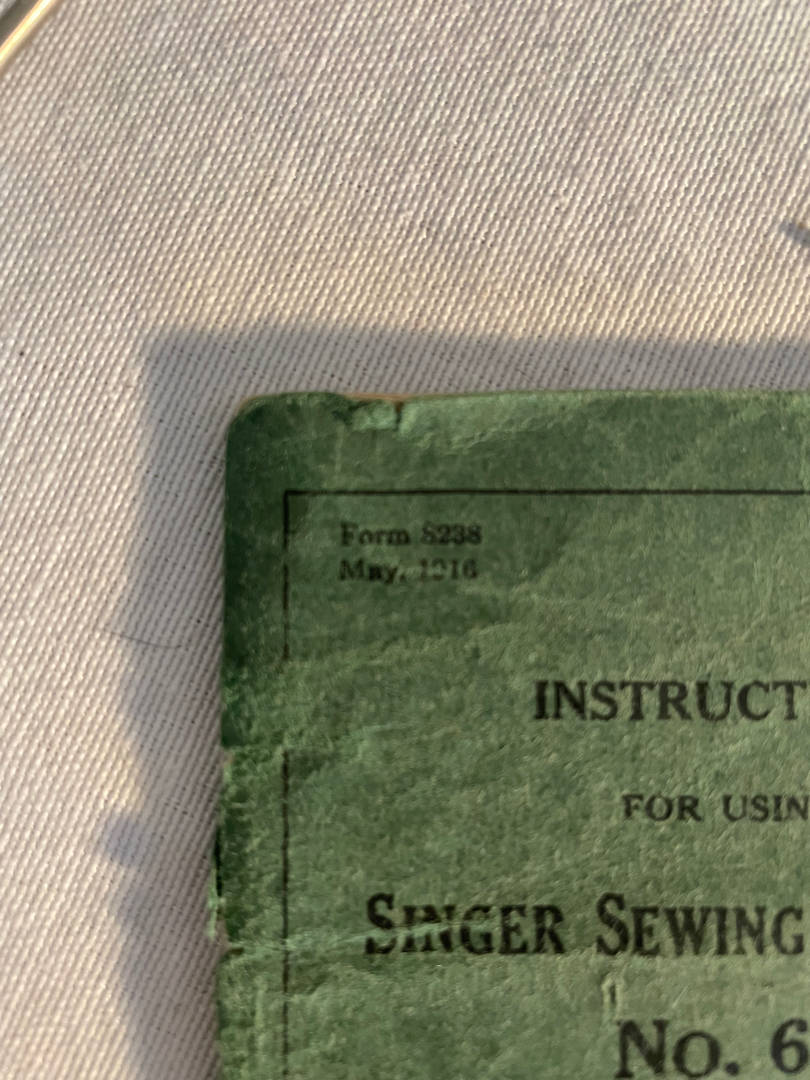 Form 8238
May, 1916
INSTRUCT
FOR USIN
SINGER SEWING
No. 6